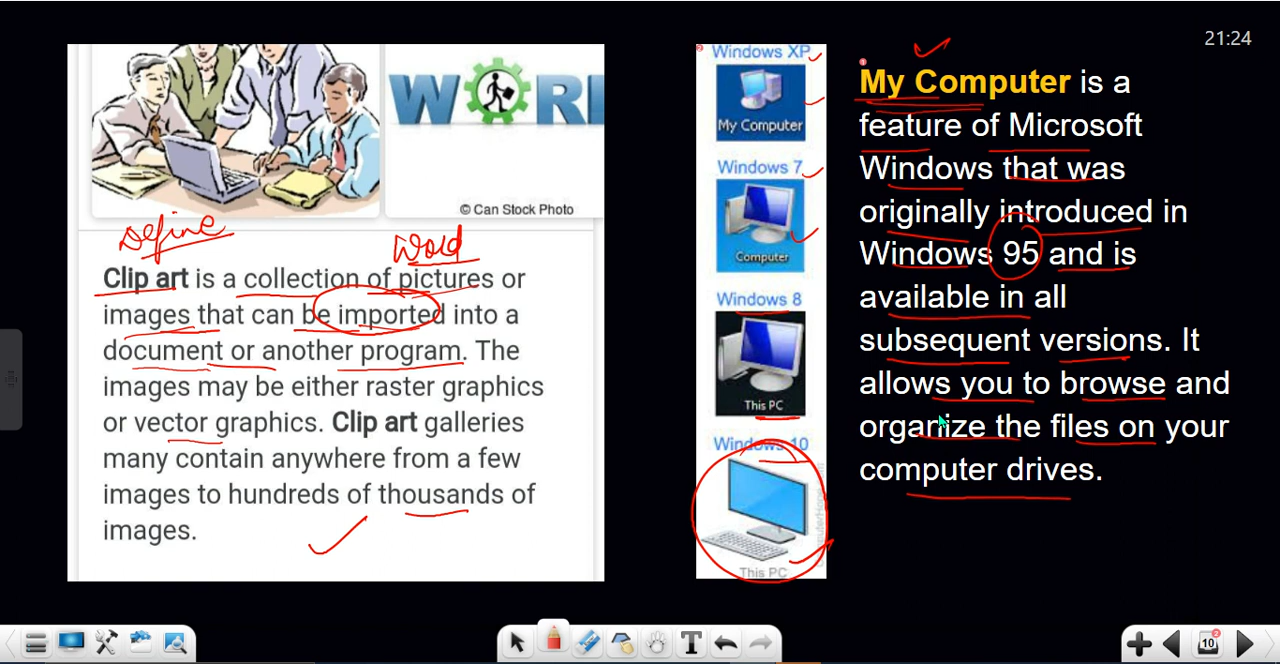 21:24
WOR
© Can Stock Photo
Define
Word
Clip art is a collection of pictures or
images that can be imported into a
document or another program. The
images may be either raster graphics
or vector graphics. Clip art galleries
many contain anywhere from a few
images to hundreds of thousands of
images.
Windows XP
My Computer
Windows 7
Computer
Windows 8
This PC
Windows 10
This PC
My Computer is a
feature of Microsoft
Windows that was
originally introduced in
Windows 95 and is
available in all
subsequent versions. It
allows you to browse and
organize the files on your
computer drives.
T
10
2